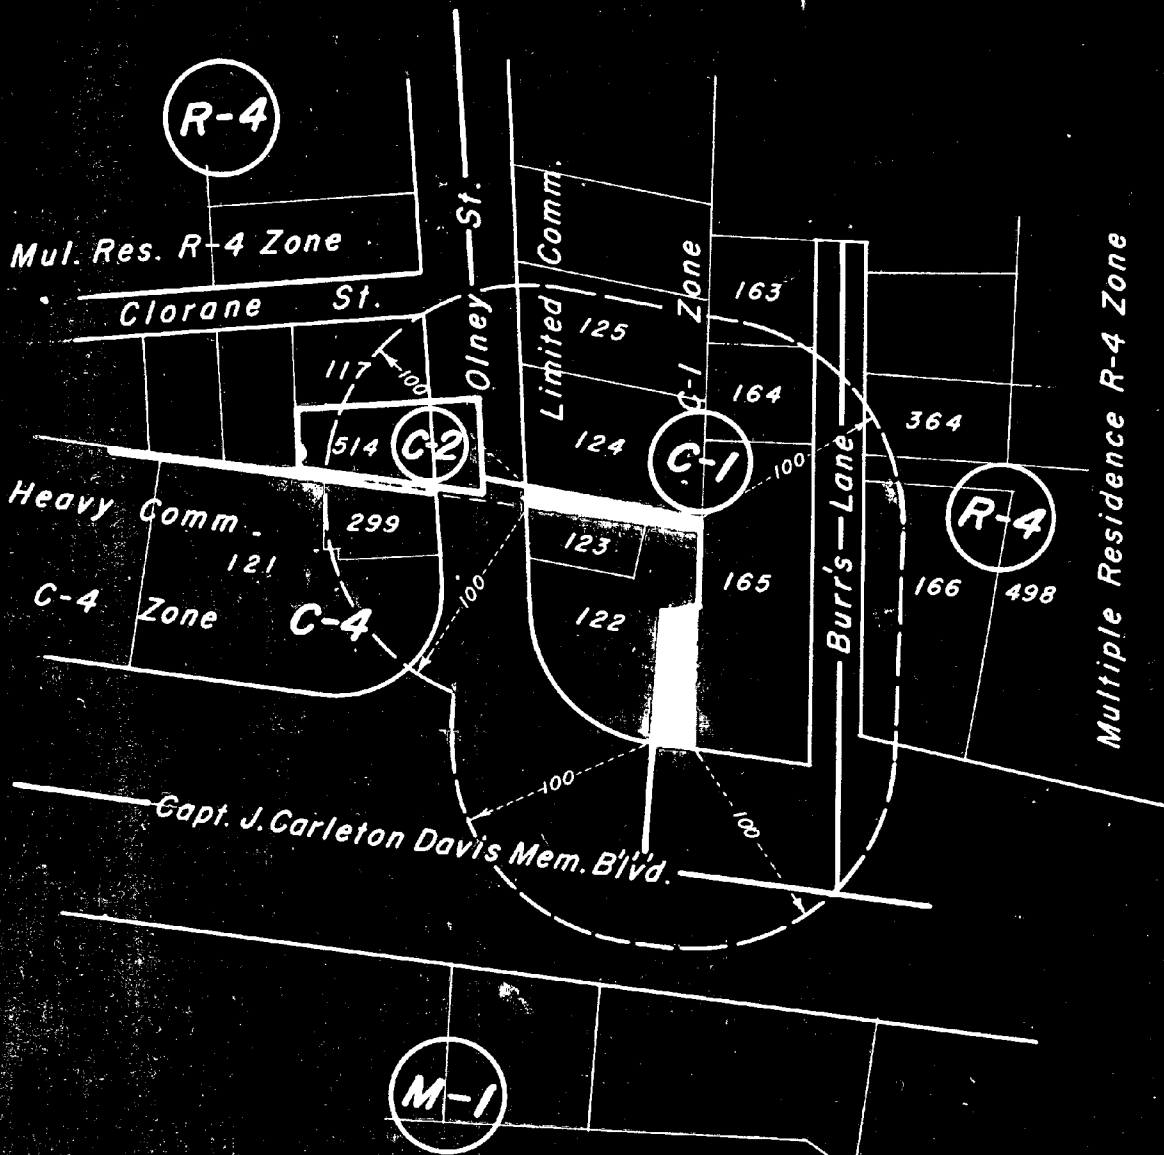 R-4
Mul. Res. R-4 Zone
Clorane St.
Olney St.
Limited Comm.
C-1 Zone
163
125
117
100
164
364
514
C-2
124
C-1
100
Burr's Lane
R-4
Multiple Residence R-4 Zone
Heavy Comm.
299
123
121
165
166
498
C-4 Zone
C-4
100
122
100
100
Capt. J. Carleton Davis Mem. Blvd.
M-1